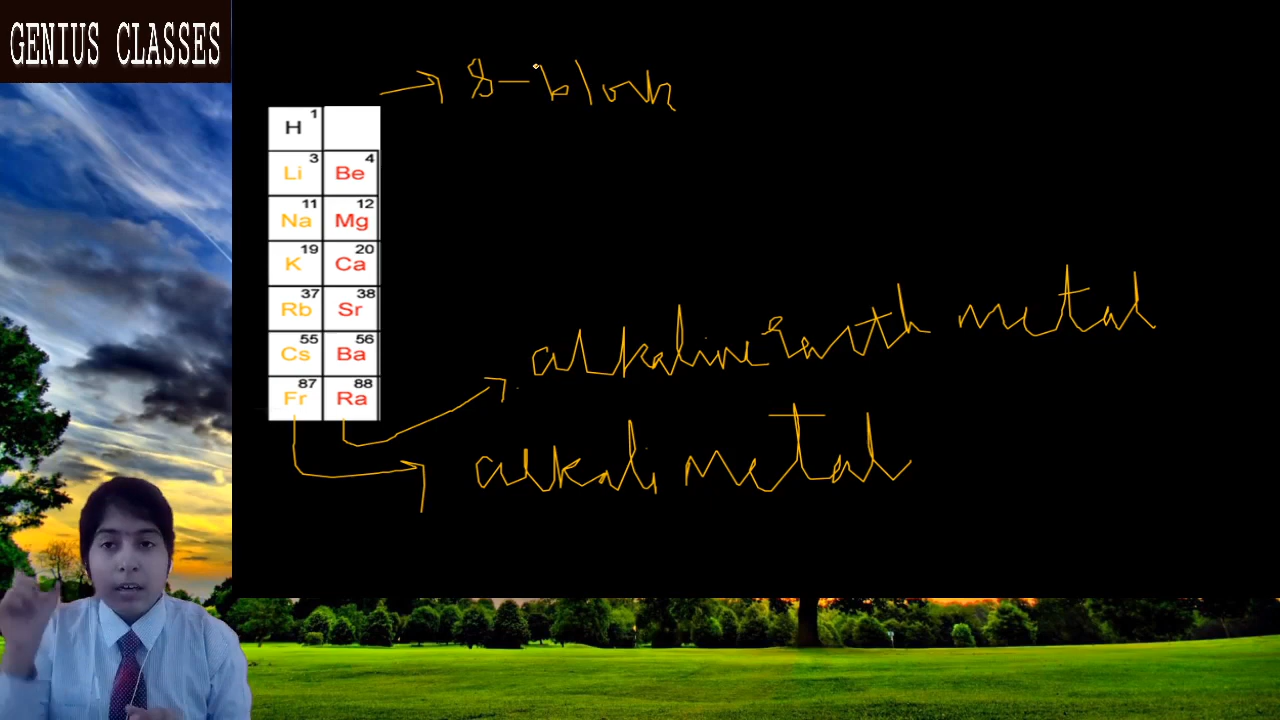 GENIUS CLASSES
s-block
H 1
Li 3 Be 4
Na 11 Mg 12
K 19 Ca 20
Rb 37 Sr 38
Cs 55 Ba 56
Fr 87 Ra 88
alkaline Earth metal
alkali metal